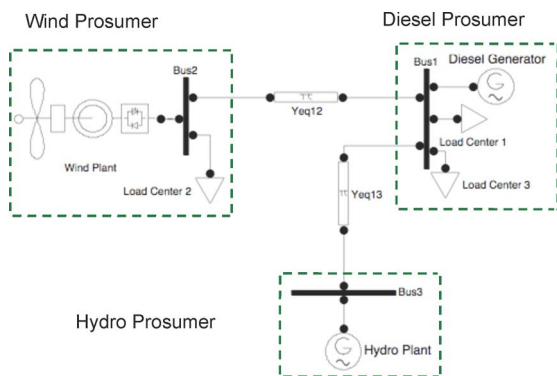 Wind Prosumer
Diesel Prosumer
Bus2
Bus1
Diesel Generator
G
π
Yeq12
Load Center 1
Wind Plant
Load Center 2
π
Yeq13
Load Center 3
Bus3
Hydro Prosumer
G
Hydro Plant